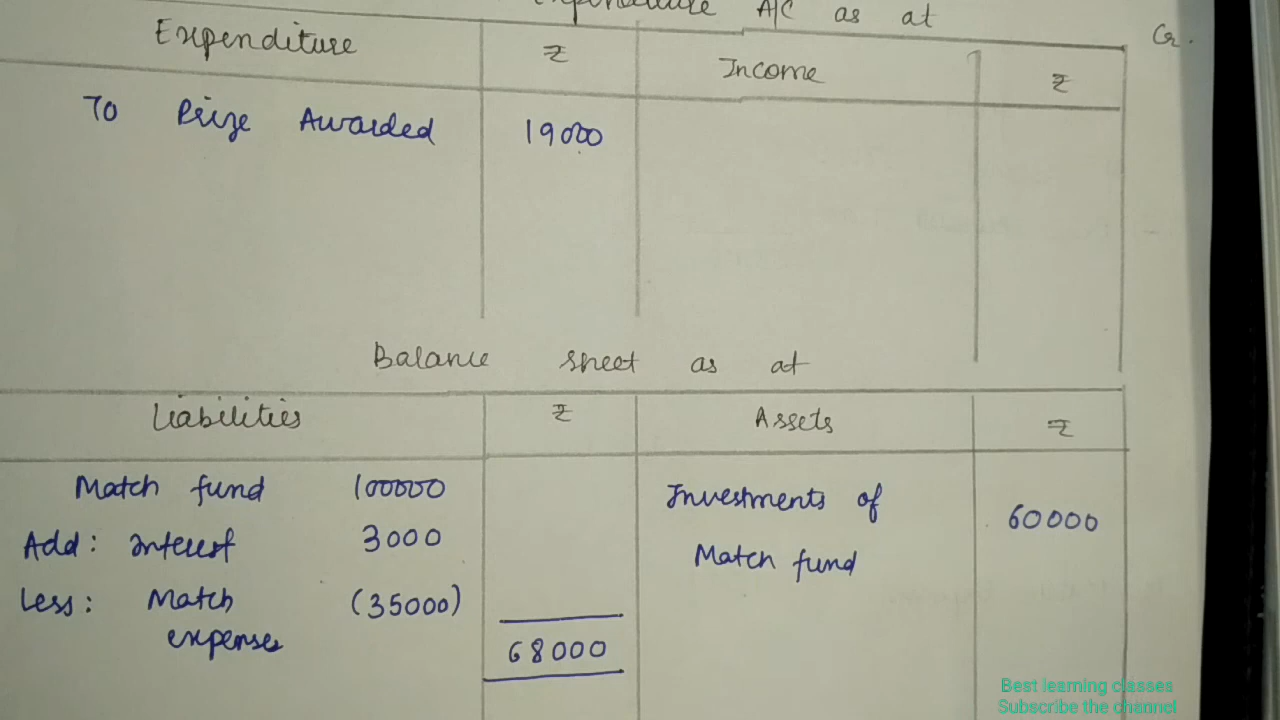 Expenditure A/C as at
Cr.
Expenditure ₹ Income ₹
To Prize Awarded 19000
Balance sheet as at
Liabilities ₹ Assets ₹
Match fund 100000 Investments of 60000
Add: interest 3000 Match fund
Less: Match (35000)
expenses
68000
Best learning classes
Subscribe the channel